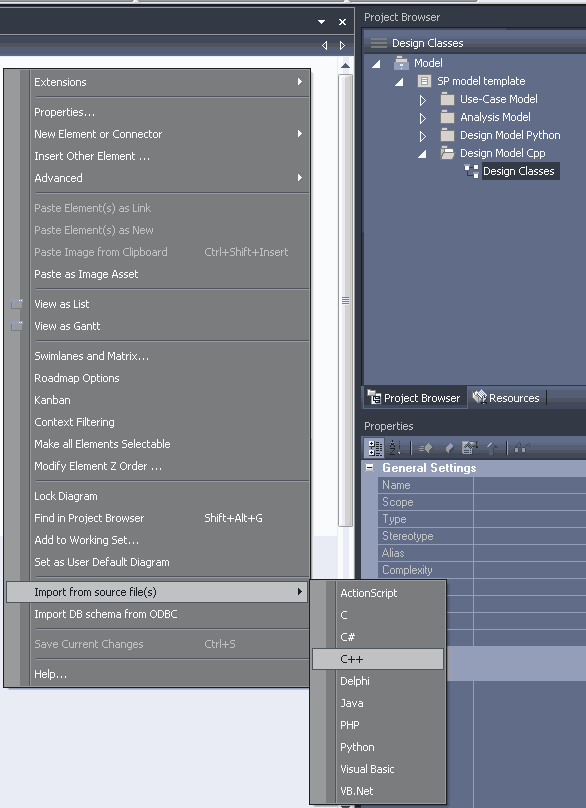 Extensions
Properties...
New Element or Connector
Insert Other Element ...
Advanced
Paste Element(s) as Link
Paste Element(s) as New
Paste Image from Clipboard Ctrl+Shift+Insert
Paste as Image Asset
View as List
View as Gantt
Swimlanes and Matrix...
Roadmap Options
Kanban
Context Filtering
Make all Elements Selectable
Modify Element Z Order ...
Lock Diagram
Find in Project Browser Shift+Alt+G
Add to Working Set...
Set as User Default Diagram
Import from source file(s)
Import DB schema from ODBC
Save Current Changes Ctrl+S
Help...
ActionScript
C
C#
C++
Delphi
Java
PHP
Python
Visual Basic
VB.Net
Project Browser
Design Classes
Model
SP model template
Use-Case Model
Analysis Model
Design Model Python
Design Model Cpp
Design Classes
Project Browser Resources
Properties
General Settings
Name
Scope
Type
Stereotype
Alias
Complexity